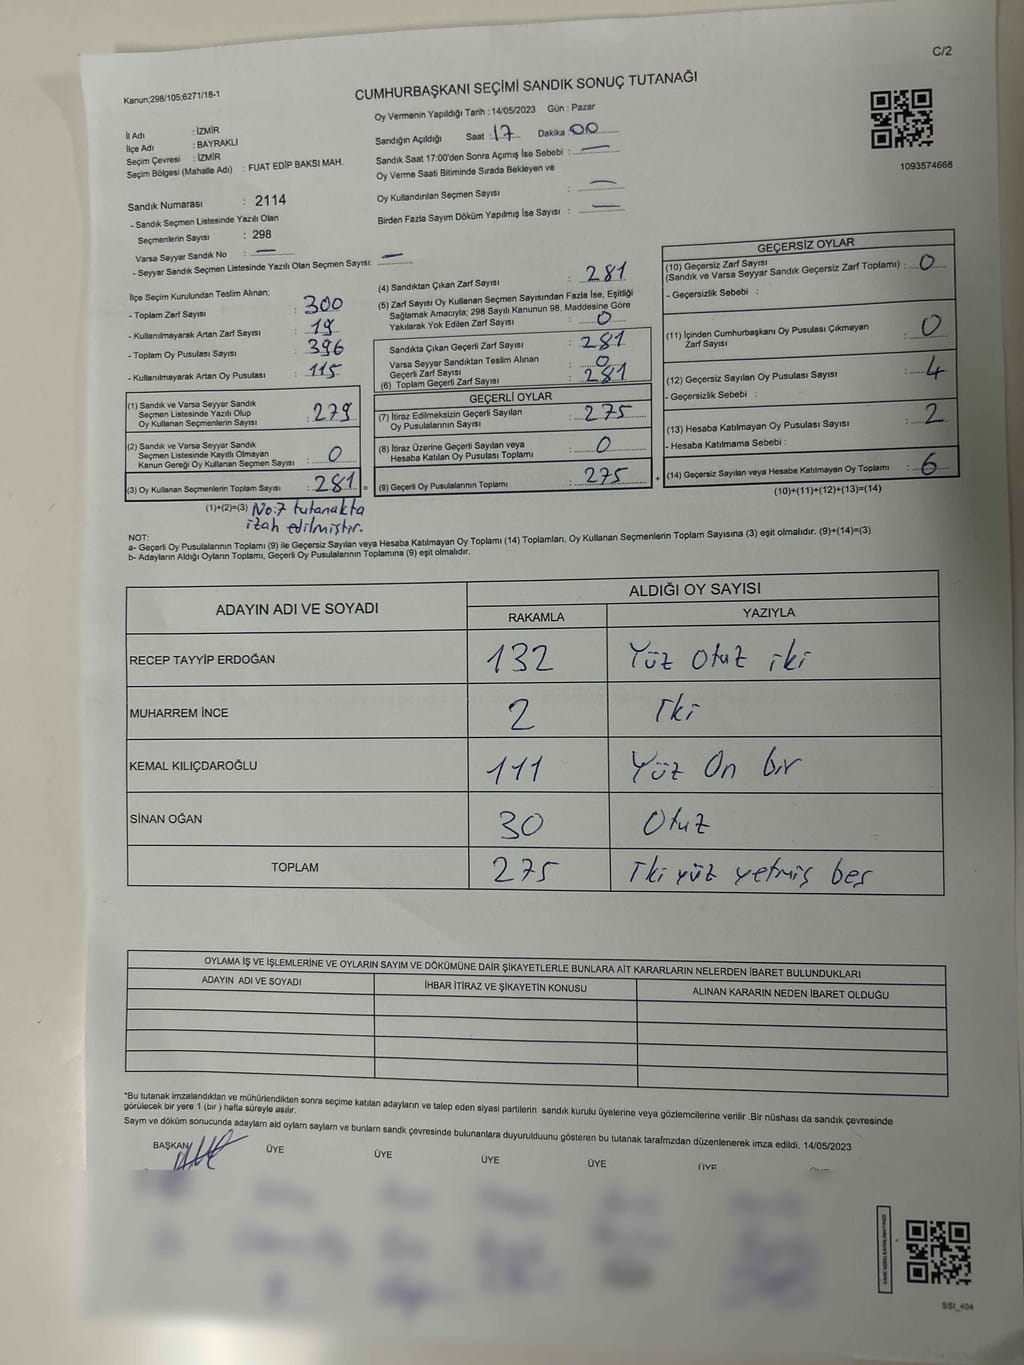 C/2
Kanun;298/105;6271/18-1
CUMHURBAŞKANI SEÇİMİ SANDIK SONUÇ TUTANAĞI
Oy Vermenin Yapıldığı Tarih : 14/05/2023 Gün : Pazar
İl Adı : İZMİR
İlçe Adı : BAYRAKLI
Seçim Çevresi : İZMİR
Seçim Bölgesi (Mahalle Adı) : FUAT EDİP BAKSI MAH.
Sandık Numarası : 2114
- Sandık Seçmen Listesinde Yazılı Olan
Seçmenlerin Sayısı : 298
Varsa Seyyar Sandık No : —
- Seyyar Sandık Seçmen Listesinde Yazılı Olan Seçmen Sayısı: —
Sandığın Açıldığı Saat : 17 Dakika 00
Sandık Saat 17:00'den Sonra Açımış İse Sebebi : —
Oy Verme Saati Bitiminde Sırada Bekleyen ve
Oy Kullandırılan Seçmen Sayısı : —
Birden Fazla Sayım Döküm Yapılmış İse Sayısı : —
1093574668
İlçe Seçim Kurulundan Teslim Alınan;
- Toplam Zarf Sayısı : 300
- Kullanılmayarak Artan Zarf Sayısı : 19
- Toplam Oy Pusulası Sayısı : 396
- Kullanılmayarak Artan Oy Pusulası : 115
(1) Sandık ve Varsa Seyyar Sandık
Seçmen Listesinde Yazılı Olup
Oy Kullanan Seçmenlerin Sayısı : 279
(2) Sandık ve Varsa Seyyar Sandık
Seçmen Listesinde Kayıtlı Olmayan
Kanun Gereği Oy Kullanan Seçmen Sayısı : 0
(3) Oy Kullanan Seçmenlerin Toplam Sayısı : 281 =
(1)+(2)=(3) No:7 tutanakta
izah edilmiştir.
(4) Sandıktan Çıkan Zarf Sayısı : 281
(5) Zarf Sayısı Oy Kullanan Seçmen Sayısından Fazla İse, Eşitliği
Sağlamak Amacıyla; 298 Sayılı Kanunun 98. Maddesine Göre
Yakılarak Yok Edilen Zarf Sayısı : 0
Sandıkta Çıkan Geçerli Zarf Sayısı : 281
Varsa Seyyar Sandıktan Teslim Alınan
Geçerli Zarf Sayısı : 0
(6) Toplam Geçerli Zarf Sayısı : 281
GEÇERLİ OYLAR
(7) İtiraz Edilmeksizin Geçerli Sayılan
Oy Pusulalarının Sayısı : 275
(8) İtiraz Üzerine Geçerli Sayılan veya
Hesaba Katılan Oy Pusulası Toplamı : 0
(9) Geçerli Oy Pusulalarının Toplamı : 275 +
GEÇERSİZ OYLAR
(10) Geçersiz Zarf Sayısı
(Sandık ve Varsa Seyyar Sandık Geçersiz Zarf Toplamı) : 0
- Geçersizlik Sebebi :
(11) İçinden Cumhurbaşkanı Oy Pusulası Çıkmayan
Zarf Sayısı : 0
(12) Geçersiz Sayılan Oy Pusulası Sayısı : 4
- Geçersizlik Sebebi :
(13) Hesaba Katılmayan Oy Pusulası Sayısı : 2
- Hesaba Katılmama Sebebi :
(14) Geçersiz Sayılan veya Hesaba Katılmayan Oy Toplamı : 6
(10)+(11)+(12)+(13)=(14)
NOT:
a- Geçerli Oy Pusulalarının Toplamı (9) ile Geçersiz Sayılan veya Hesaba Katılmayan Oy Toplamı (14) Toplamları, Oy Kullanan Seçmenlerin Toplam Sayısına (3) eşit olmalıdır. (9)+(14)=(3)
b- Adayların Aldığı Oyların Toplamı, Geçerli Oy Pusulalarının Toplamına (9) eşit olmalıdır.
ADAYIN ADI VE SOYADI ALDIĞI OY SAYISI
RAKAMLA YAZIYLA
RECEP TAYYİP ERDOĞAN 132 Yüz Otuz iki
MUHARREM İNCE 2 İki
KEMAL KILIÇDAROĞLU 111 Yüz On bir
SİNAN OĞAN 30 Otuz
TOPLAM 275 İki yüz yetmiş beş
OYLAMA İŞ VE İŞLEMLERİNE VE OYLARIN SAYIM VE DÖKÜMÜNE DAİR ŞİKAYETLERLE BUNLARA AİT KARARLARIN NELERDEN İBARET BULUNDUKLARI
ADAYIN ADI VE SOYADI İHBAR İTİRAZ VE ŞİKAYETİN KONUSU ALINAN KARARIN NEDEN İBARET OLDUĞU
*Bu tutanak imzalandıktan ve mühürlendikten sonra seçime katılan adayların ve talep eden siyasi partilerin sandık kurulu üyelerine veya gözlemcilerine verilir .Bir nüshası da sandık çevresinde
görülecek bir yere 1 (bir ) hafta süreyle asılır.
Sayım ve döküm sonucunda adayların ald oyların sayların ve bunların sandk çevresinde bulunanlara duyurulduunu gösteren bu tutanak tarafmzdan düzenlenerek imza edildi. 14/05/2023
BAŞKAN ÜYE ÜYE ÜYE ÜYE ÜYE
SSI_404